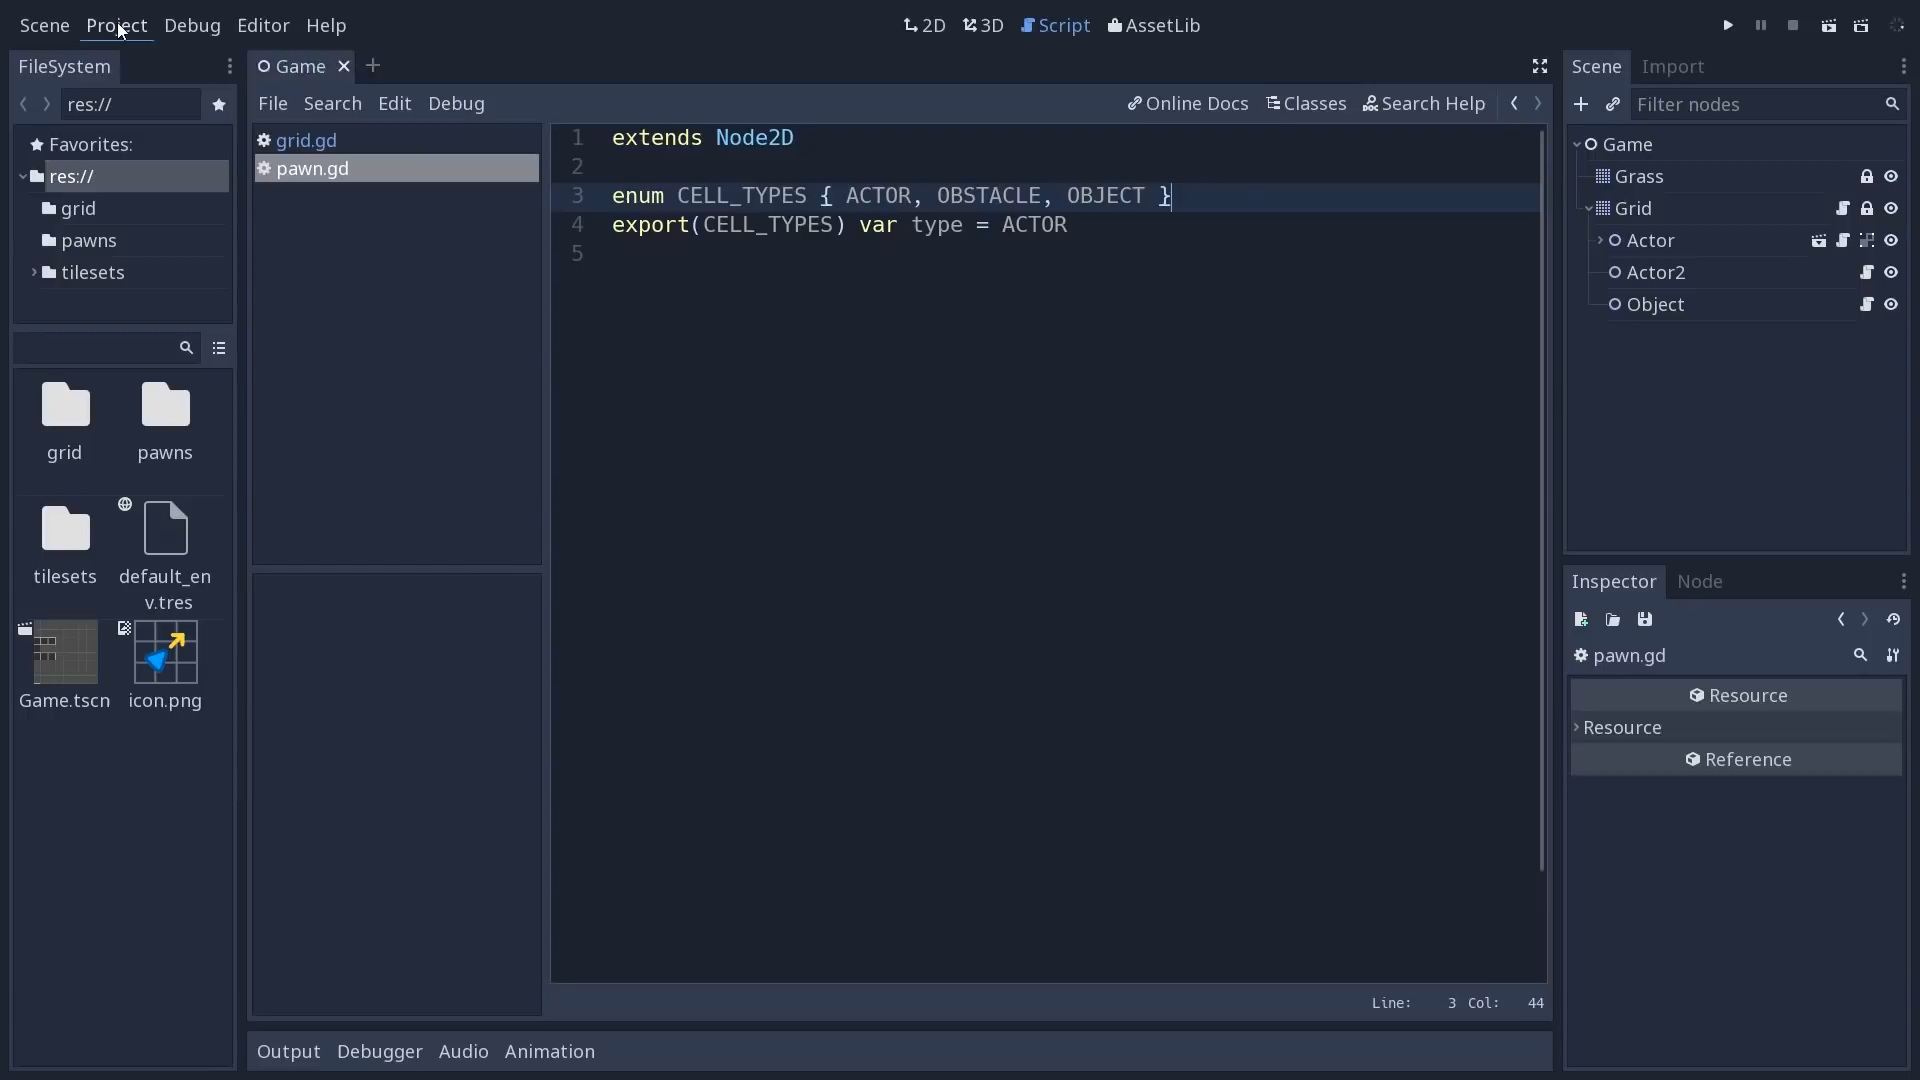 Scene Project Debug Editor Help
2D 3D Script AssetLib
FileSystem
res://
Favorites:
res://
grid
pawns
tilesets
grid pawns
tilesets default_en
v.tres
Game.tscn icon.png
Game
File Search Edit Debug
Online Docs Classes Search Help
grid.gd
pawn.gd
1 extends Node2D
2
3 enum CELL_TYPES { ACTOR, OBSTACLE, OBJECT }
4 export(CELL_TYPES) var type = ACTOR
5
Line: 3 Col: 44
Output Debugger Audio Animation
Scene Import
Filter nodes
Game
Grass
Grid
Actor
Actor2
Object
Inspector Node
pawn.gd
Resource
Resource
Reference